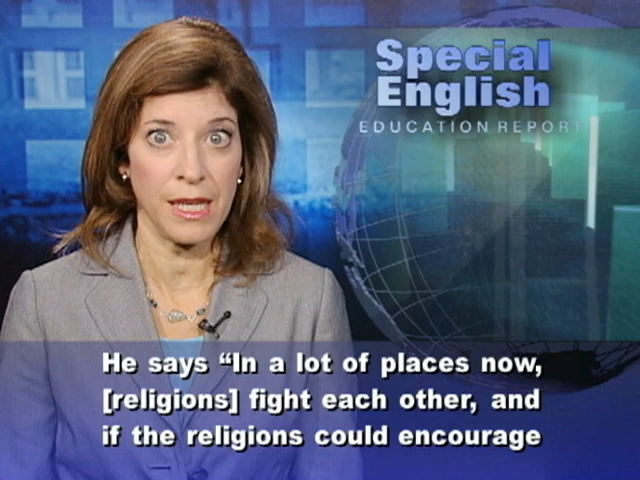 Special
English
EDUCATION REPORT
He says “In a lot of places now,
[religions] fight each other, and
if the religions could encourage